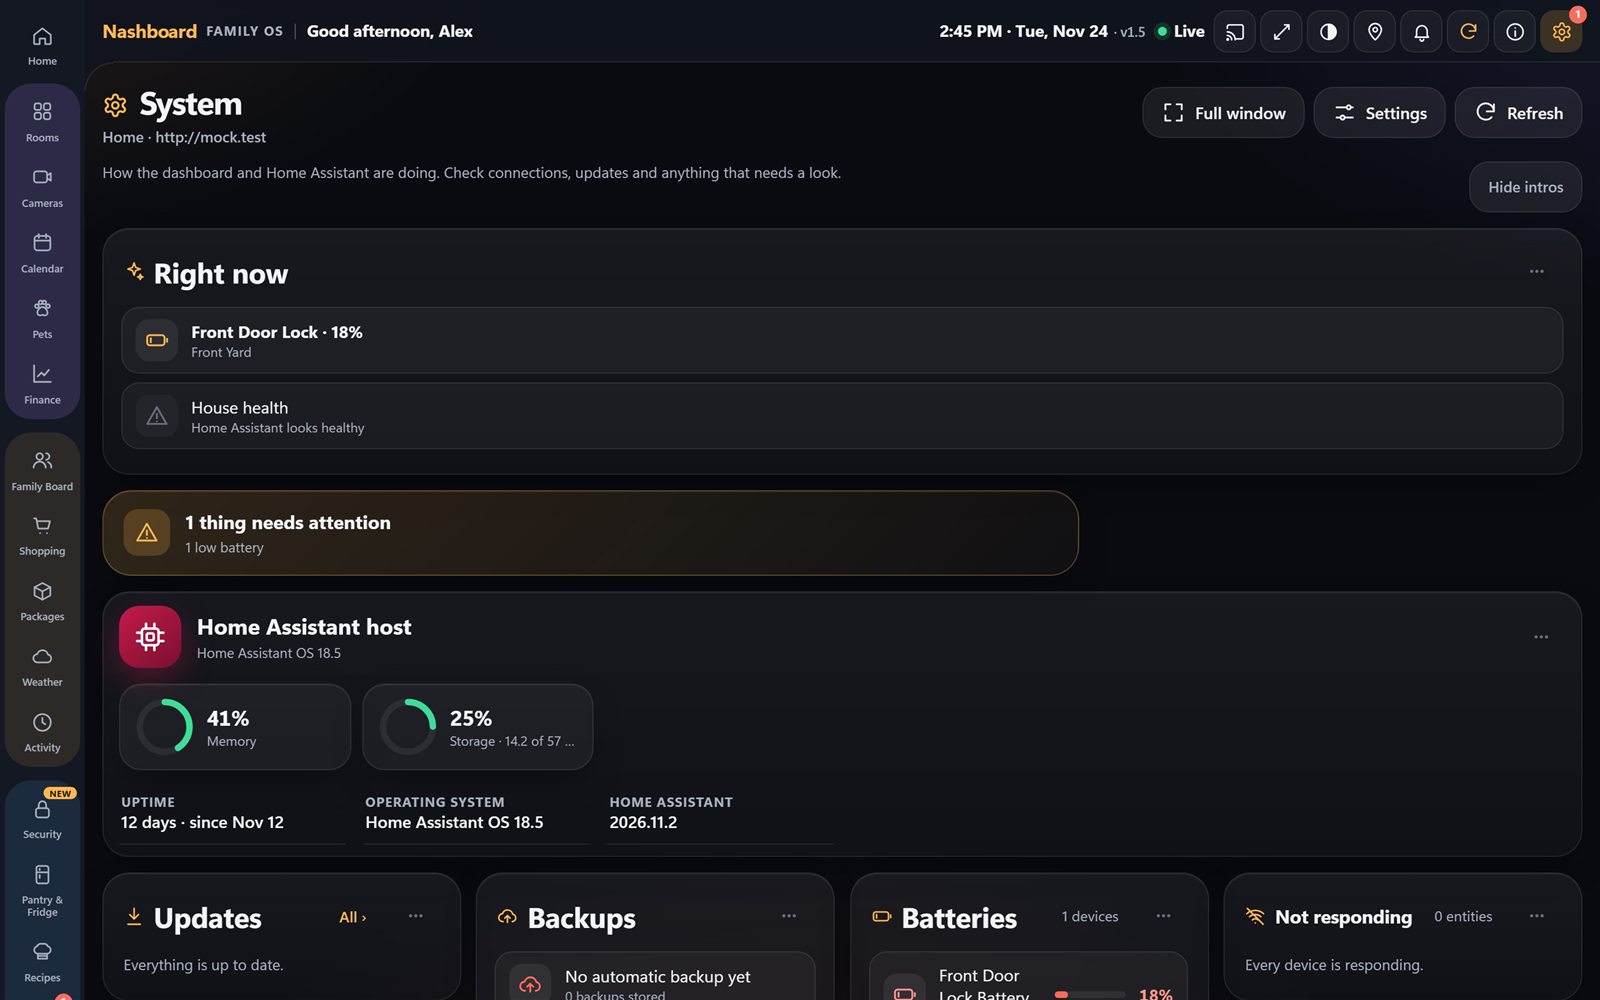 Nashboard FAMILY OS Good afternoon, Alex
2:45 PM · Tue, Nov 24 · v1.5 Live
1
Home
Rooms
Cameras
Calendar
Pets
Finance
Family Board
Shopping
Packages
Weather
Activity
NEW
Security
Pantry &
Fridge
Recipes
System
Home · http://mock.test
How the dashboard and Home Assistant are doing. Check connections, updates and anything that needs a look.
Full window
Settings
Refresh
Hide intros
Right now
Front Door Lock · 18%
Front Yard
House health
Home Assistant looks healthy
1 thing needs attention
1 low battery
Home Assistant host
Home Assistant OS 18.5
41%
Memory
25%
Storage · 14.2 of 57 ...
UPTIME
12 days · since Nov 12
OPERATING SYSTEM
Home Assistant OS 18.5
HOME ASSISTANT
2026.11.2
Updates All ›
Everything is up to date.
Backups
No automatic backup yet
0 backups stored
Batteries 1 devices
Front Door
Lock Battery
18%
Not responding 0 entities
Every device is responding.